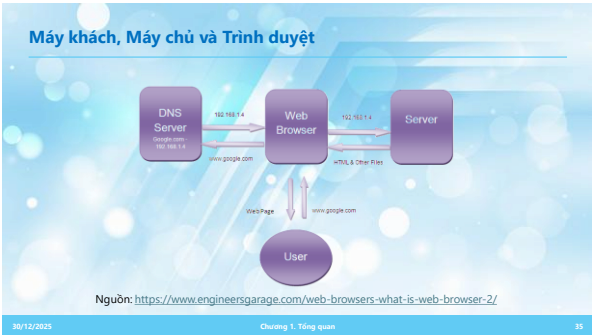 Máy khách, Máy chủ và Trình duyệt
DNS
Server
Google.com-
192.168.1.4
192.168.1.4
www.google.com
Web
Browser
192.168.1.4
HTML & Other Files
Server
Web Page
www.google.com
User
Nguồn: https://www.engineersgarage.com/web-browsers-what-is-web-browser-2/
30/12/2025
Chương 1. Tổng quan
35